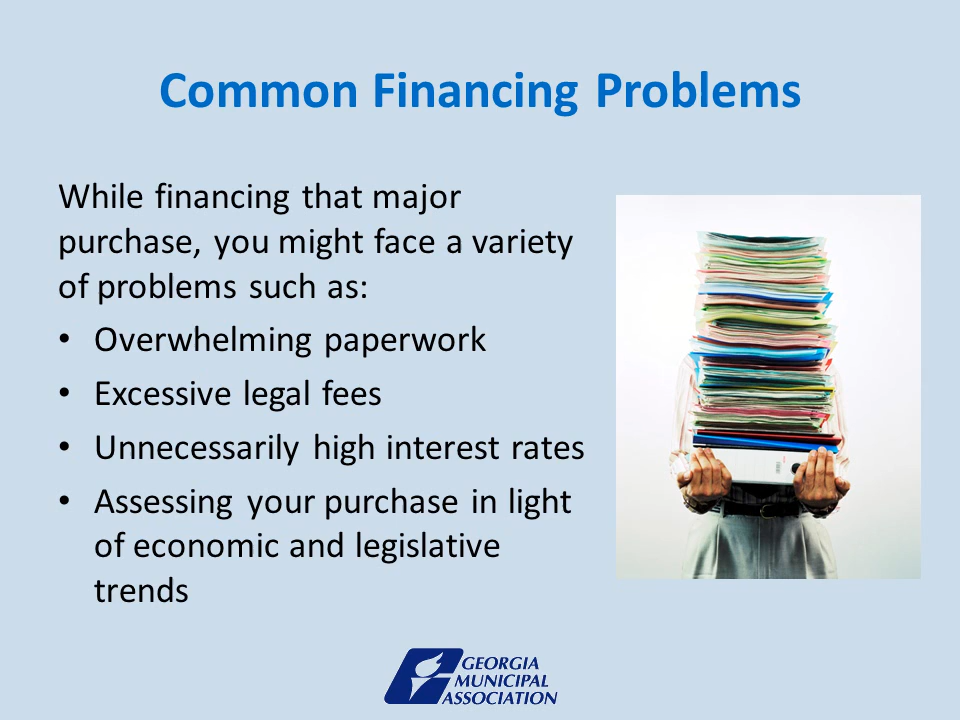 Common Financing Problems
While financing that major
purchase, you might face a variety
of problems such as:
• Overwhelming paperwork
• Excessive legal fees
• Unnecessarily high interest rates
• Assessing your purchase in light
of economic and legislative
trends
GEORGIA
MUNICIPAL
ASSOCIATION